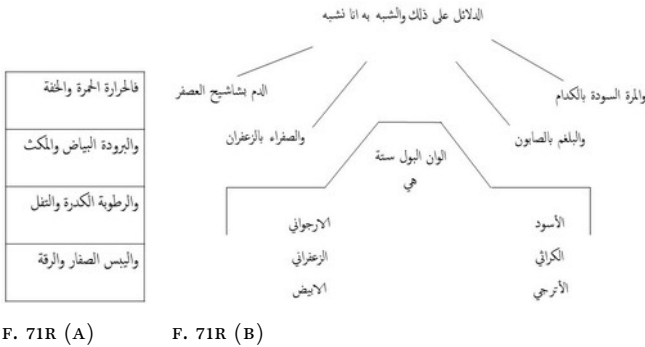 الدلائل على ذلك والشبه به انا نشبه
والمرة السودة بالكدام
والبلغم بالصابون
والصفراء بالزعفران
الدم بشاشيح العصفر
الوان البول ستة
هي
الأسود
الكراثي
الأترجي
الارجواني
الزعفراني
الابيض
فالحرارة الحمرة والخفة
والبرودة البياض والمكث
والرطوبة الكدرة والتفل
واليبس الصفار والرقة
F. 71R (A)
F. 71R (B)